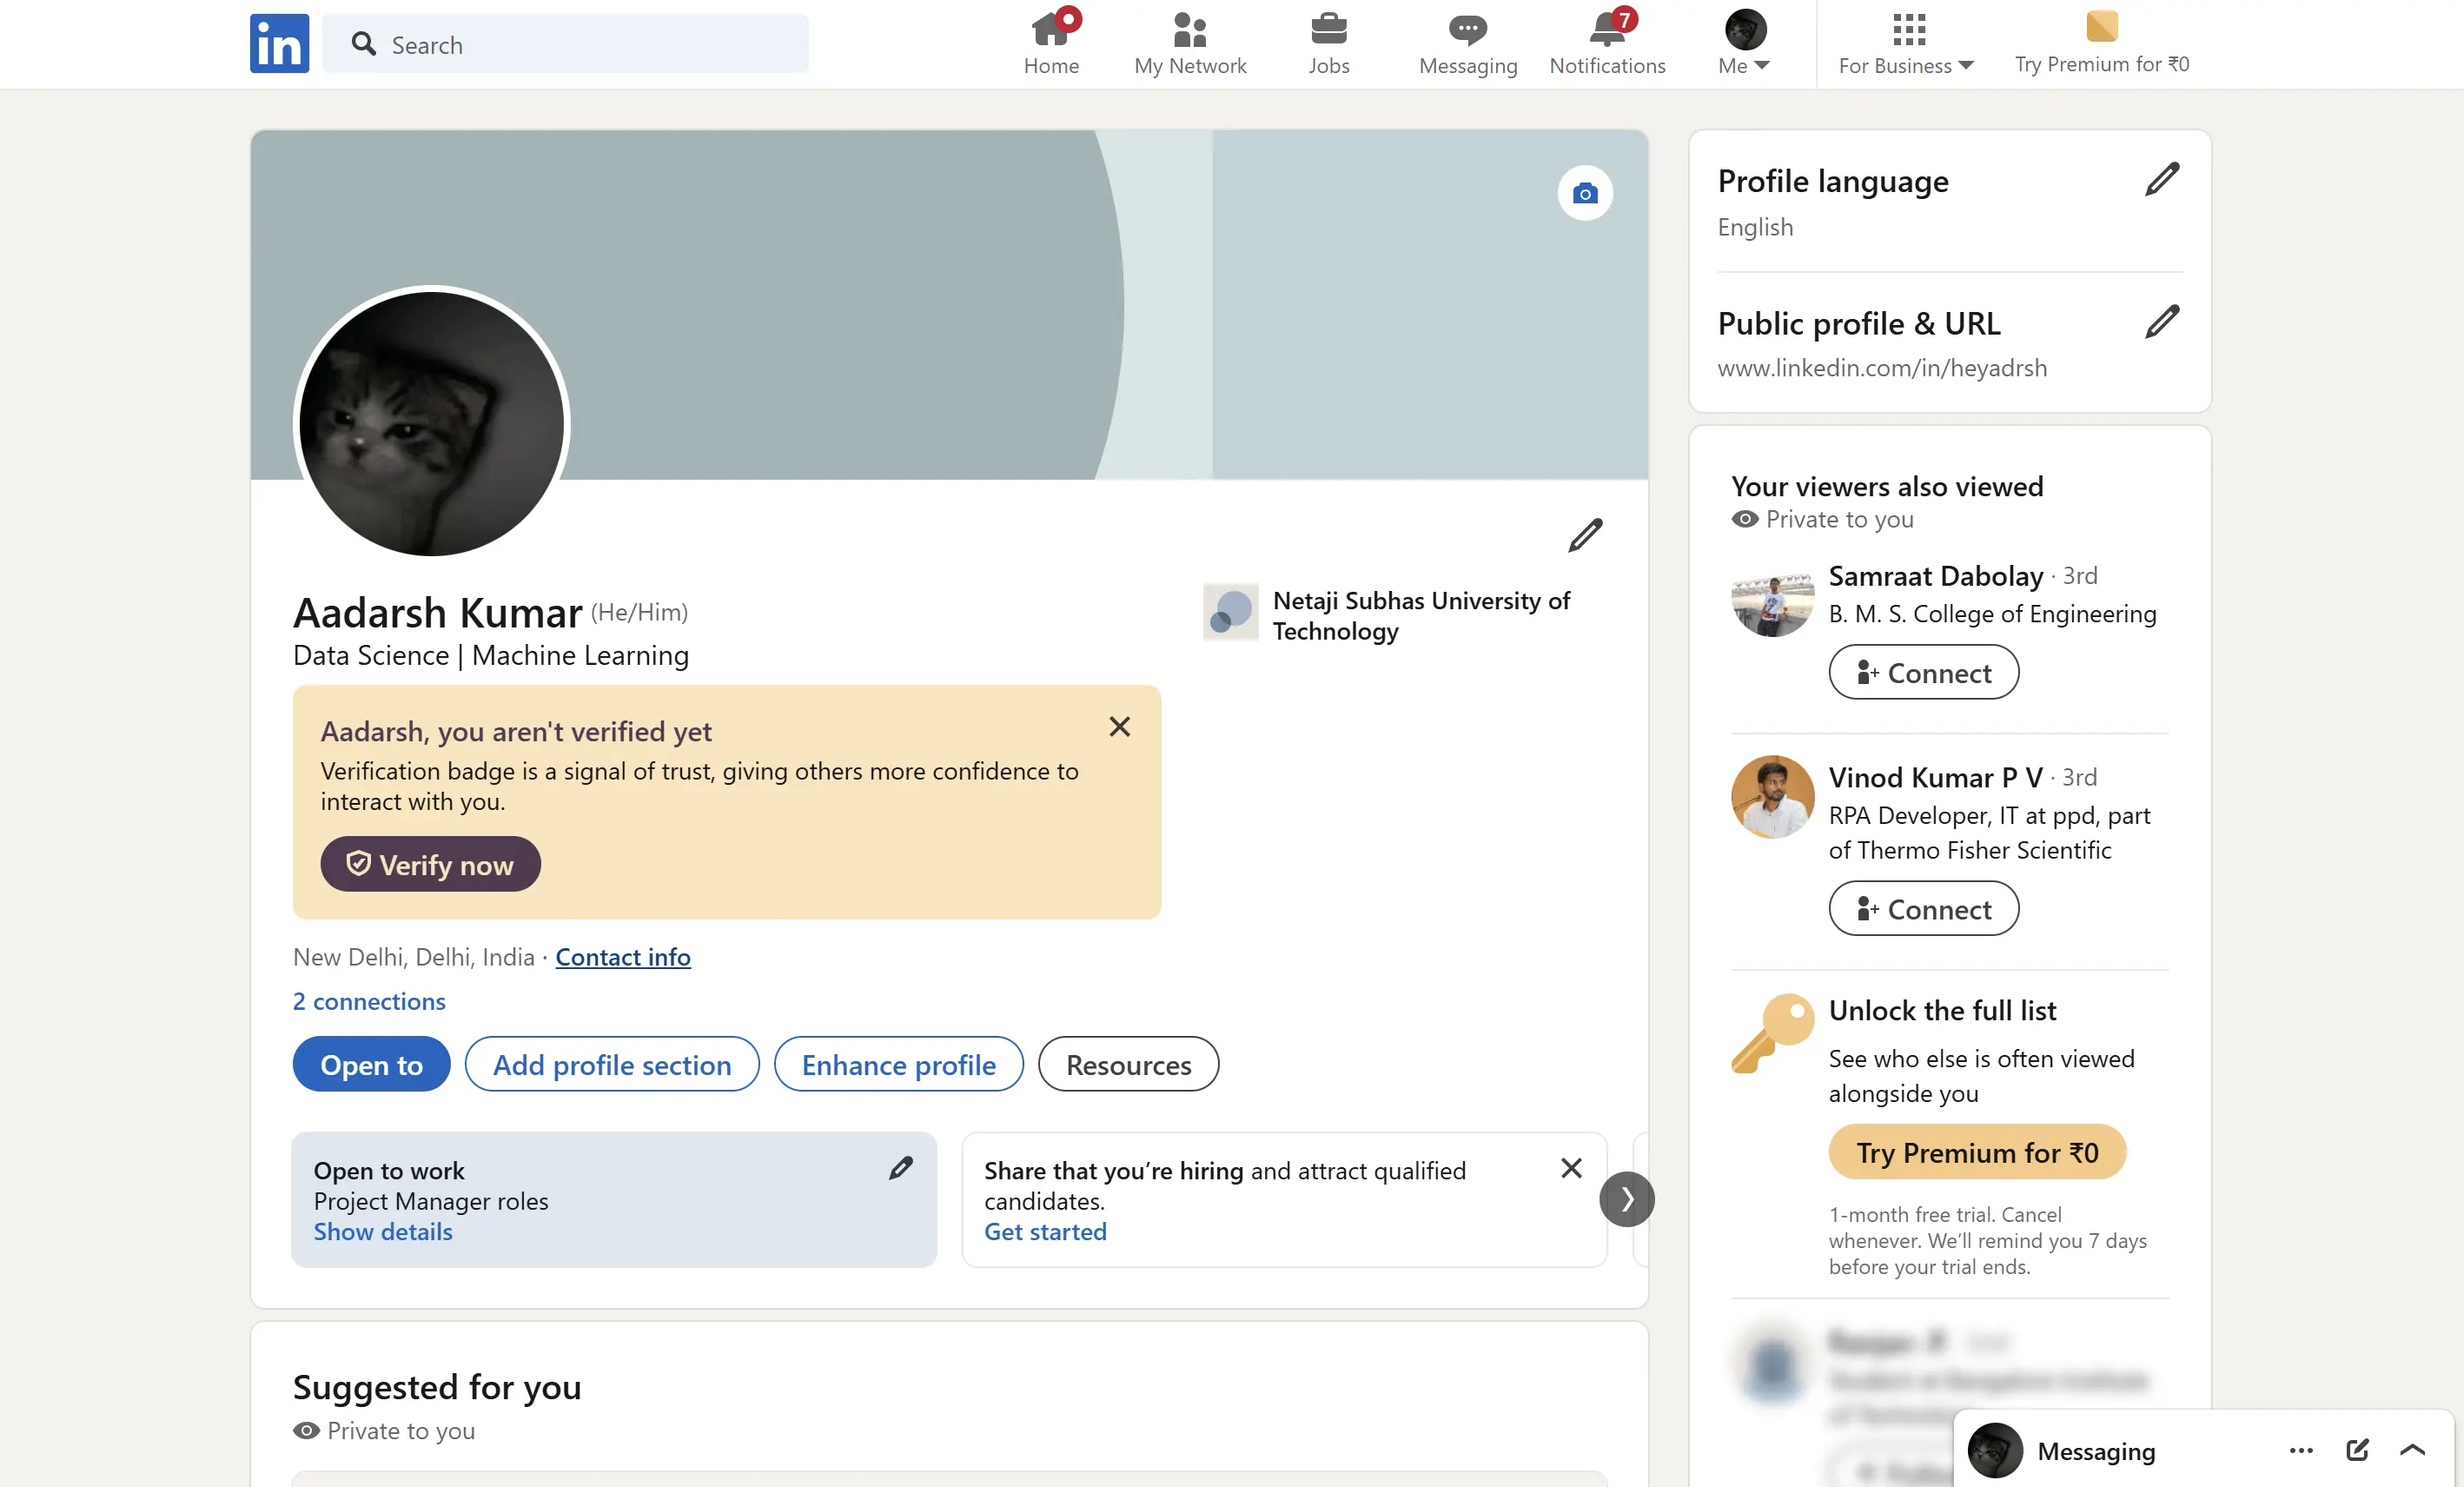 in
Search
Home
My Network
Jobs
Messaging
7
Notifications
Me
For Business
Try Premium for ₹0
Aadarsh Kumar (He/Him)
Data Science | Machine Learning
Netaji Subhas University of
Technology
Aadarsh, you aren't verified yet
Verification badge is a signal of trust, giving others more confidence to
interact with you.
Verify now
New Delhi, Delhi, India · Contact info
2 connections
Open to
Add profile section
Enhance profile
Resources
Open to work
Project Manager roles
Show details
Share that you’re hiring and attract qualified
candidates.
Get started
Suggested for you
Private to you
Profile language
English
Public profile & URL
www.linkedin.com/in/heyadrsh
Your viewers also viewed
Private to you
Samraat Dabolay · 3rd
B. M. S. College of Engineering
Connect
Vinod Kumar P V · 3rd
RPA Developer, IT at ppd, part
of Thermo Fisher Scientific
Connect
Unlock the full list
See who else is often viewed
alongside you
Try Premium for ₹0
1-month free trial. Cancel
whenever. We’ll remind you 7 days
before your trial ends.
Messaging